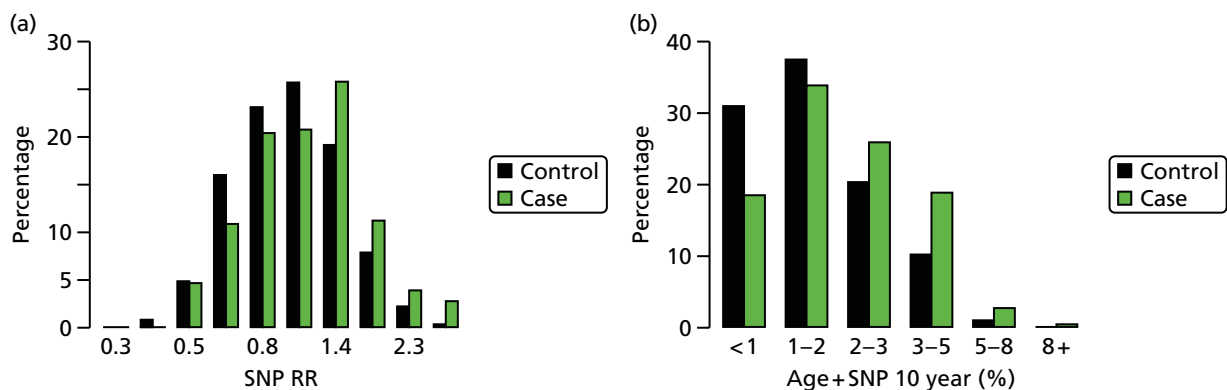 (a)
30
20
10
5
0
Percentage
0.3 0.5 0.8 1.4 2.3
SNP RR
Control
Case
(b)
40
30
20
10
0
Percentage
<1 1–2 2–3 3–5 5–8 8+
Age+SNP 10 year (%)
Control
Case